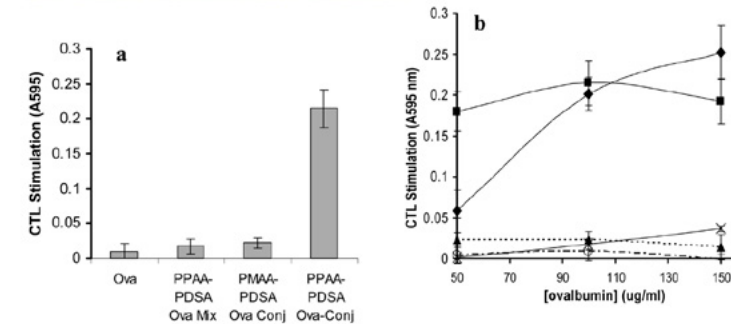 a
CTL Stimulation (A595)
0.3
0.25
0.2
0.15
0.1
0.05
0
Ova
PPAA-
PDSA
Ova Mix
PMAA-
PDSA
Ova Conj
PPAA-
PDSA
Ova-Conj
b
CTL Stimulation (A595 nm)
0.3
0.25
0.2
0.15
0.1
0.05
0
50 70 90 110 130 150
[ovalbumin] (ug/ml)